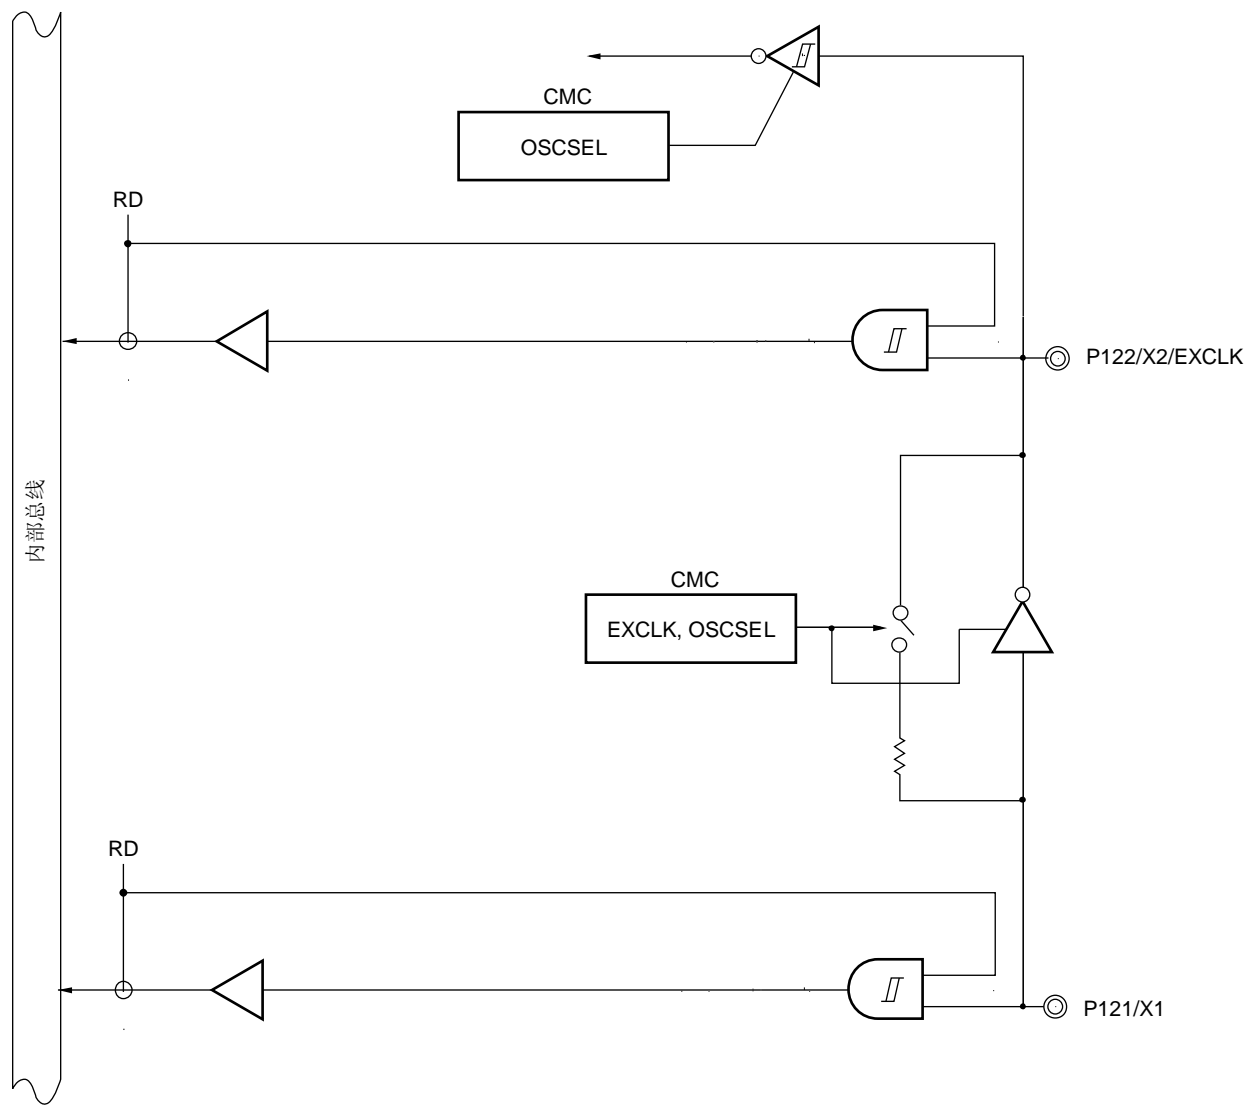 CMC
OSCSEL
RD
P122/X2/EXCLK
内部总线
CMC
EXCLK, OSCSEL
RD
P121/X1